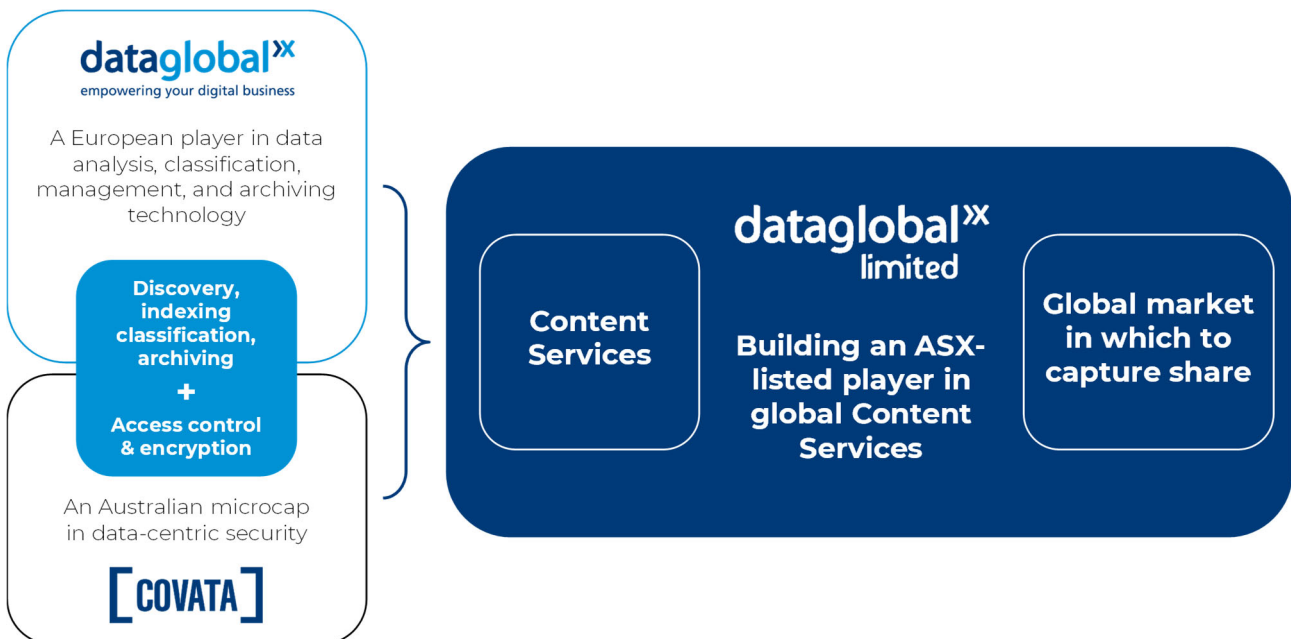 dataglobal
empowering your digital business
A European player in data
analysis, classification,
management, and archiving
technology
Discovery,
indexing
classification,
archiving
+
Access control
& encryption
An Australian microcap
in data-centric security
[COVATA]
Content
Services
dataglobal
limited
Building an ASX-
listed player in
global Content
Services
Global market
in which to
capture share